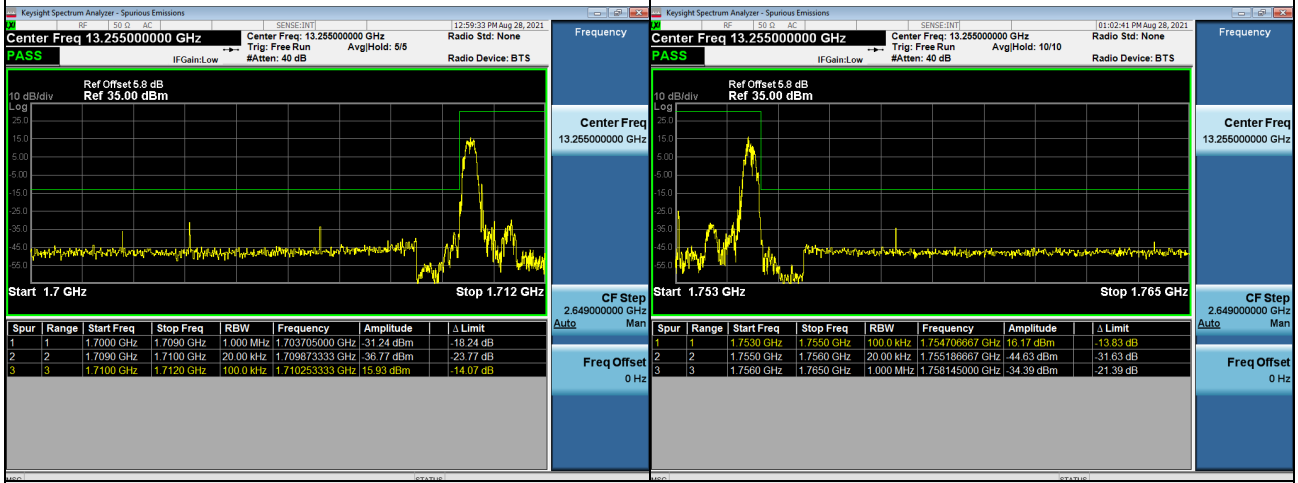 Keysight Spectrum Analyzer - Spurious Emissions
RF 50 Ω AC SENSE:INT 12:59:33 PM Aug 28, 2021
Center Freq 13.255000000 GHz
Center Freq: 13.255000000 GHz Radio Std: None
Trig: Free Run Avg|Hold: 5/5
PASS IFGain:Low #Atten: 40 dB Radio Device: BTS
Ref Offset 5.8 dB
10 dB/div Ref 35.00 dBm
Log
25.0
15.0
5.00
-5.00
-15.0
-25.0
-35.0
-45.0
-55.0
Start 1.7 GHz Stop 1.712 GHz
Spur Range Start Freq Stop Freq RBW Frequency Amplitude Δ Limit
1 1 1.7000 GHz 1.7090 GHz 1.000 MHz 1.703705000 GHz -31.24 dBm -18.24 dB
2 2 1.7090 GHz 1.7100 GHz 20.00 kHz 1.709873333 GHz -36.77 dBm -23.77 dB
3 3 1.7100 GHz 1.7120 GHz 100.0 kHz 1.710253333 GHz 15.93 dBm -14.07 dB
MSG STATUS
Frequency
Center Freq
13.255000000 GHz
CF Step
2.649000000 GHz
Auto Man
Freq Offset
0 Hz
Keysight Spectrum Analyzer - Spurious Emissions
RF 50 Ω AC SENSE:INT 01:02:41 PM Aug 28, 2021
Center Freq 13.255000000 GHz
Center Freq: 13.255000000 GHz Radio Std: None
Trig: Free Run Avg|Hold: 10/10
PASS IFGain:Low #Atten: 40 dB Radio Device: BTS
Ref Offset 5.8 dB
10 dB/div Ref 35.00 dBm
Log
25.0
15.0
5.00
-5.00
-15.0
-25.0
-35.0
-45.0
-55.0
Start 1.753 GHz Stop 1.765 GHz
Spur Range Start Freq Stop Freq RBW Frequency Amplitude Δ Limit
1 1 1.7530 GHz 1.7550 GHz 100.0 kHz 1.754706667 GHz 16.17 dBm -13.83 dB
2 2 1.7550 GHz 1.7560 GHz 20.00 kHz 1.755186667 GHz -44.63 dBm -31.63 dB
3 3 1.7560 GHz 1.7650 GHz 1.000 MHz 1.758145000 GHz -34.39 dBm -21.39 dB
MSG STATUS
Frequency
Center Freq
13.255000000 GHz
CF Step
2.649000000 GHz
Auto Man
Freq Offset
0 Hz